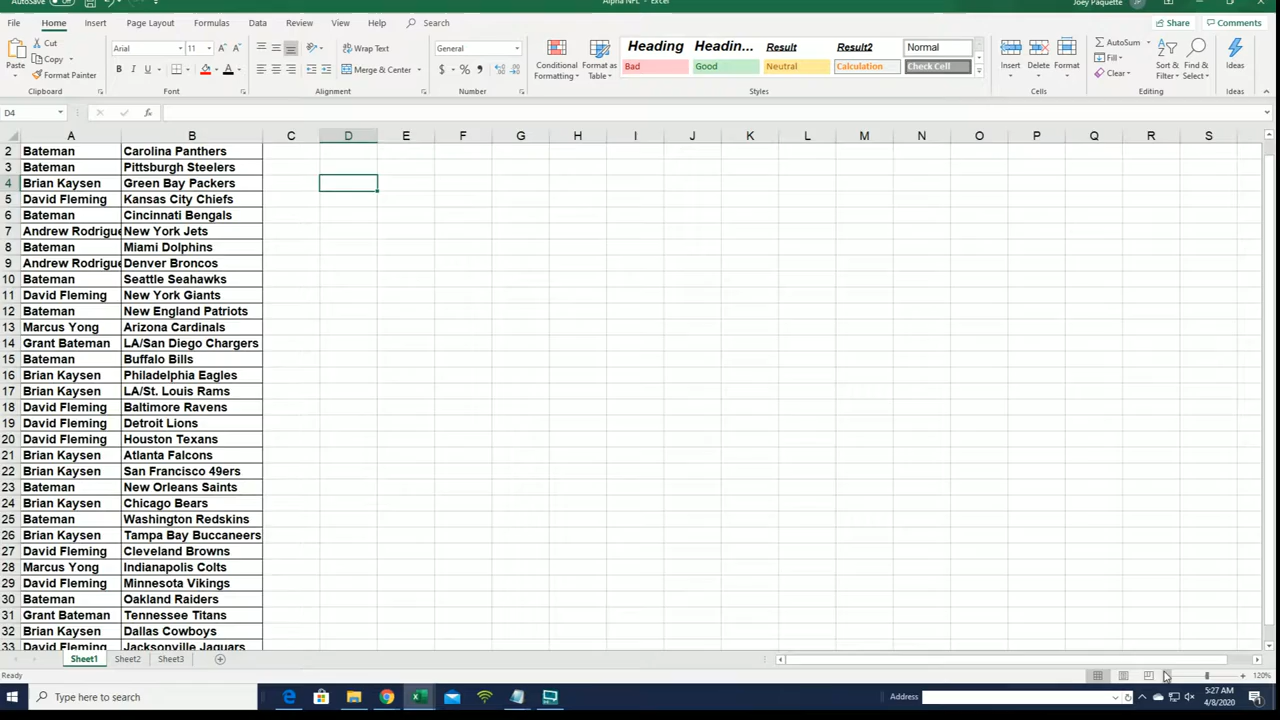 AutoSave Off Alpha NFL - Excel Joey Paquette JP
File Home Insert Page Layout Formulas Data Review View Help Search Share Comments
Paste Cut Copy Format Painter Clipboard
Arial 11 B I U A Font
Wrap Text Merge & Center Alignment
General $ % Number
Conditional Formatting Format as Table
Heading Headin... Result Result2 Normal
Bad Good Neutral Calculation Check Cell
Styles
Insert Delete Format Cells
AutoSum Fill Clear Sort & Filter Find & Select Editing
Ideas Ideas
D4 fx
A B C D E F G H I J K L M N O P Q R S
2 Bateman Carolina Panthers
3 Bateman Pittsburgh Steelers
4 Brian Kaysen Green Bay Packers
5 David Fleming Kansas City Chiefs
6 Bateman Cincinnati Bengals
7 Andrew Rodrigue New York Jets
8 Bateman Miami Dolphins
9 Andrew Rodrigue Denver Broncos
10 Bateman Seattle Seahawks
11 David Fleming New York Giants
12 Bateman New England Patriots
13 Marcus Yong Arizona Cardinals
14 Grant Bateman LA/San Diego Chargers
15 Bateman Buffalo Bills
16 Brian Kaysen Philadelphia Eagles
17 Brian Kaysen LA/St. Louis Rams
18 David Fleming Baltimore Ravens
19 David Fleming Detroit Lions
20 David Fleming Houston Texans
21 Brian Kaysen Atlanta Falcons
22 Brian Kaysen San Francisco 49ers
23 Bateman New Orleans Saints
24 Brian Kaysen Chicago Bears
25 Bateman Washington Redskins
26 Brian Kaysen Tampa Bay Buccaneers
27 David Fleming Cleveland Browns
28 Marcus Yong Indianapolis Colts
29 David Fleming Minnesota Vikings
30 Bateman Oakland Raiders
31 Grant Bateman Tennessee Titans
32 Brian Kaysen Dallas Cowboys
33 David Fleming Jacksonville Jaguars
Sheet1 Sheet2 Sheet3
Ready 120%
Type here to search Address 5:27 AM
4/8/2020